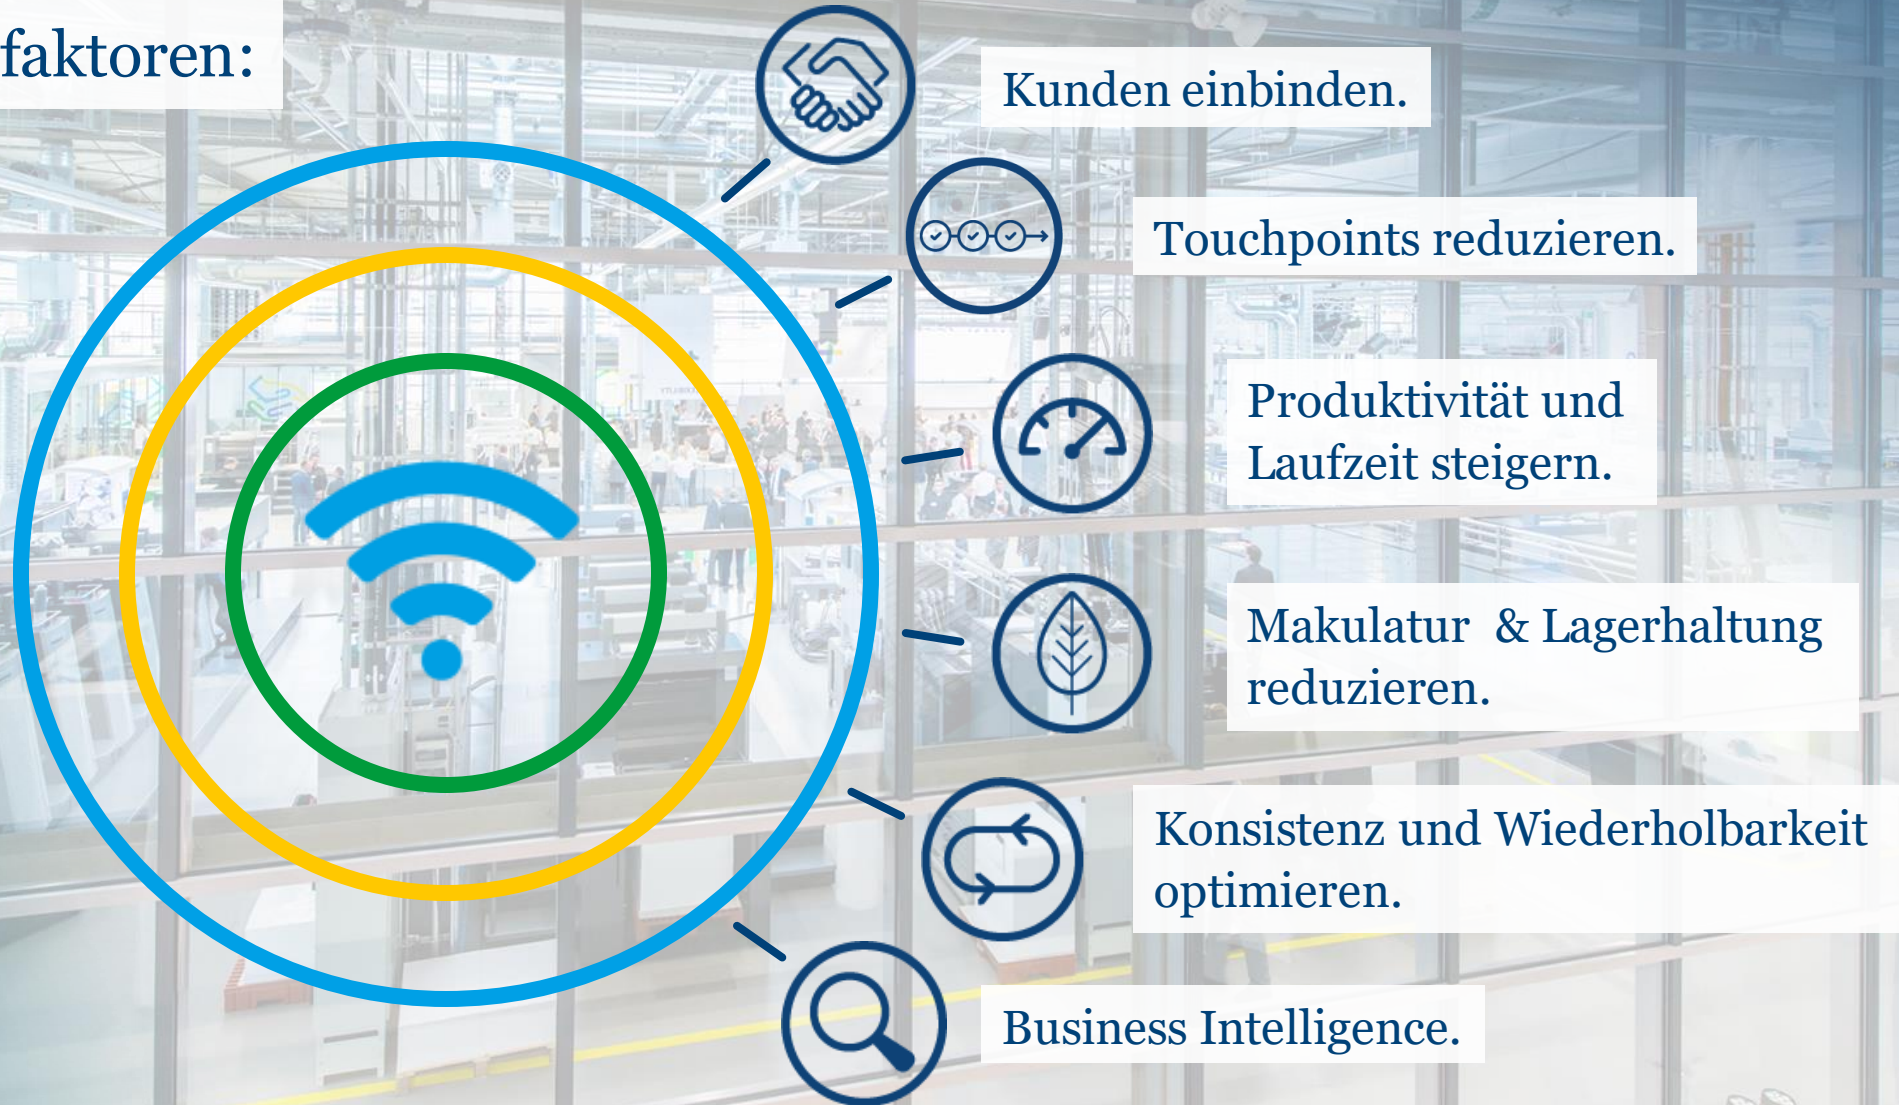 faktoren:
Kunden einbinden.
Touchpoints reduzieren.
Produktivität und
Laufzeit steigern.
Makulatur & Lagerhaltung
reduzieren.
Konsistenz und Wiederholbarkeit
optimieren.
Business Intelligence.